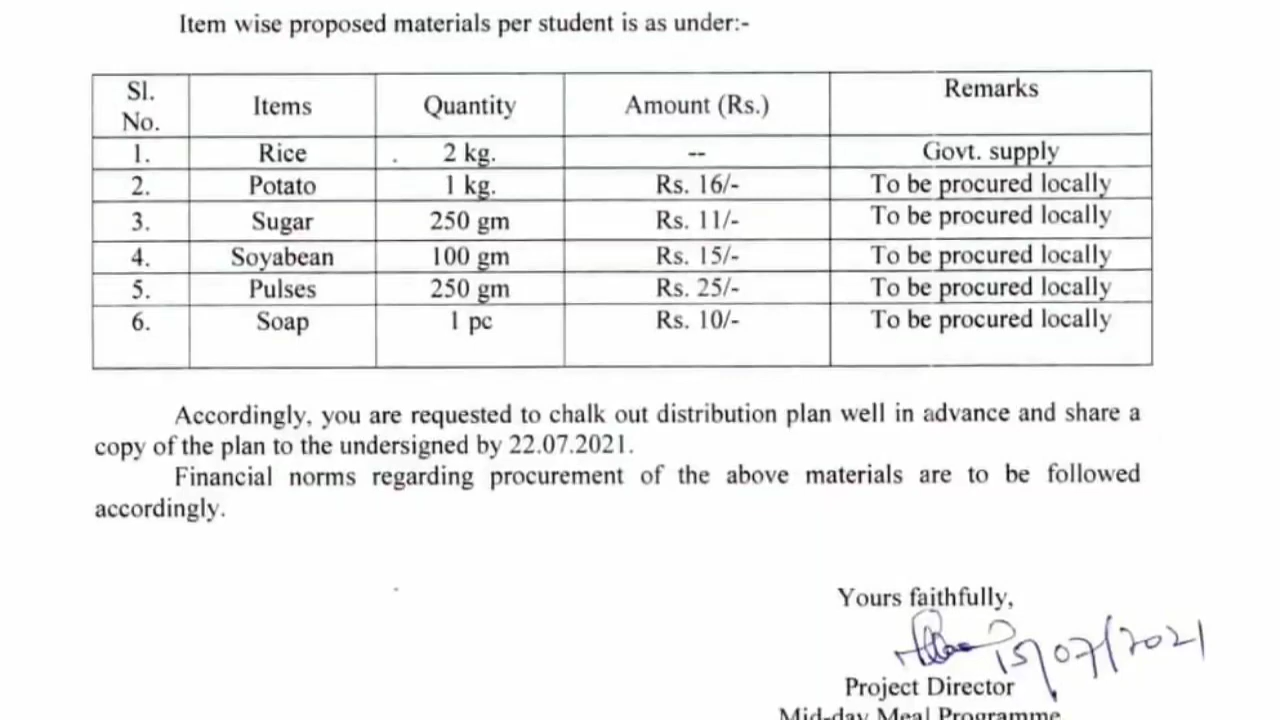 Item wise proposed materials per student is as under:-
Sl. No. Items Quantity Amount (Rs.) Remarks
1. Rice 2 kg. -- Govt. supply
2. Potato 1 kg. Rs. 16/- To be procured locally
3. Sugar 250 gm Rs. 11/- To be procured locally
4. Soyabean 100 gm Rs. 15/- To be procured locally
5. Pulses 250 gm Rs. 25/- To be procured locally
6. Soap 1 pc Rs. 10/- To be procured locally
Accordingly, you are requested to chalk out distribution plan well in advance and share a
copy of the plan to the undersigned by 22.07.2021.
Financial norms regarding procurement of the above materials are to be followed
accordingly.
Yours faithfully,
15/07/2021
Project Director
Mid-day Meal Programme